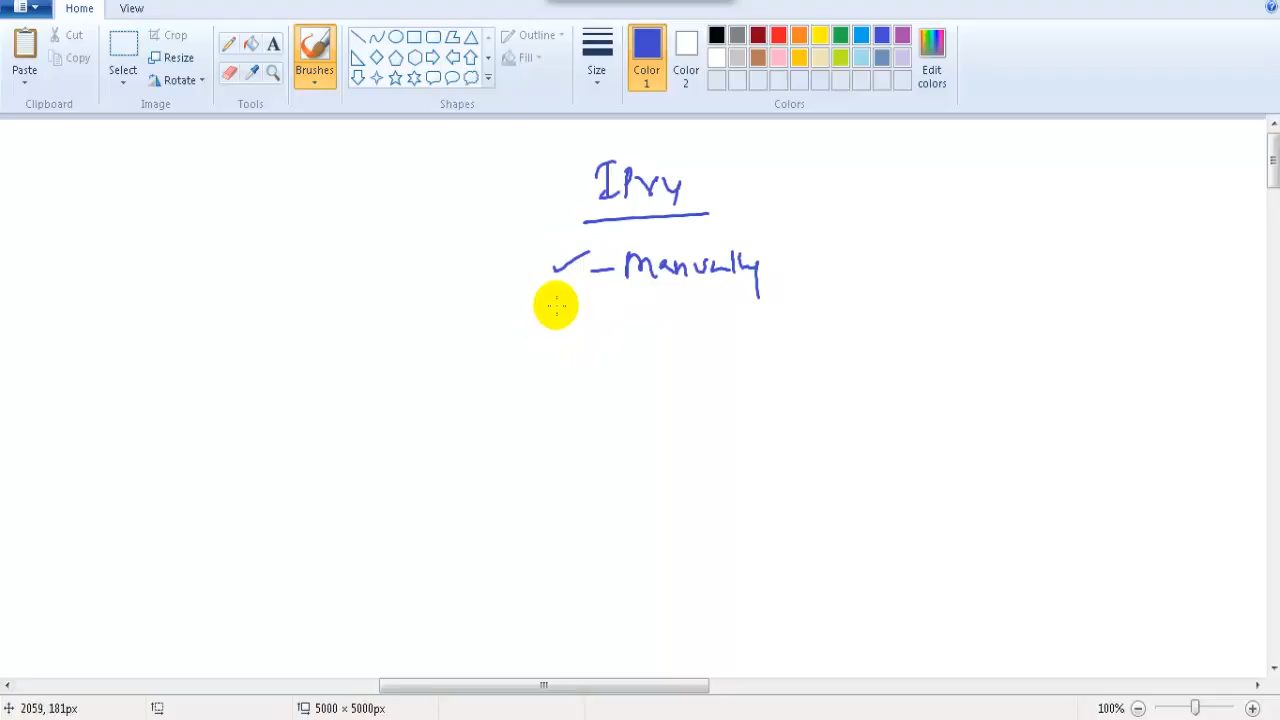 Home View
Paste Cut Copy Select Crop Resize Rotate Brushes Outline Fill Size Color 1 Color 2 Edit colors
Clipboard Image Tools Shapes Colors
IPv4
✓ – Manually
2059, 181px 5000 × 5000px 100%